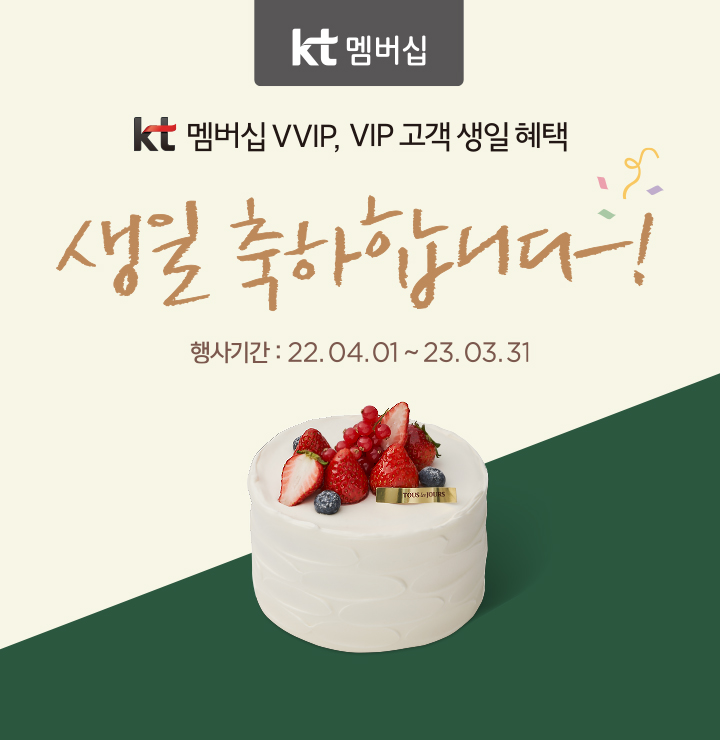 kt 멤버십
kt 멤버십 VVIP, VIP 고객 생일 혜택
생일 축하합니다!
행사기간 : 22.04.01 ~ 23.03.31
TOUS les JOURS